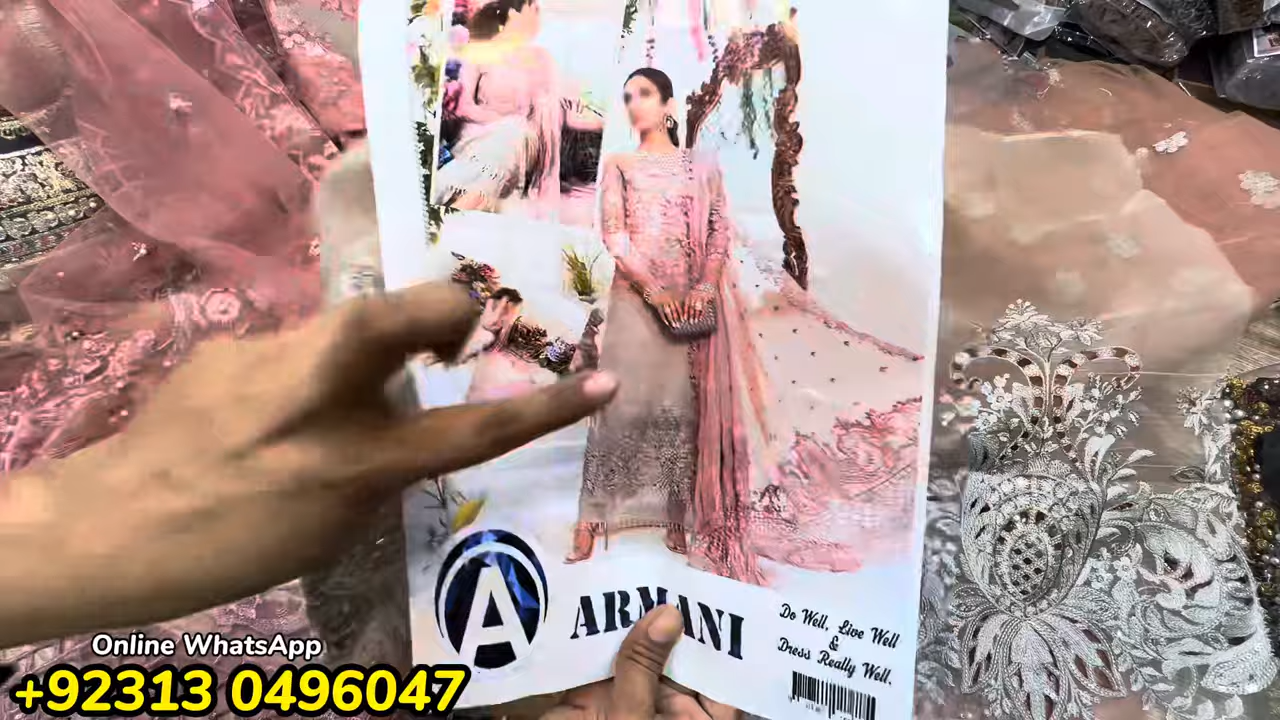 A
ARMANI
Do Well, Live Well
&
Dress Really Well.
Online WhatsApp
+92313 0496047